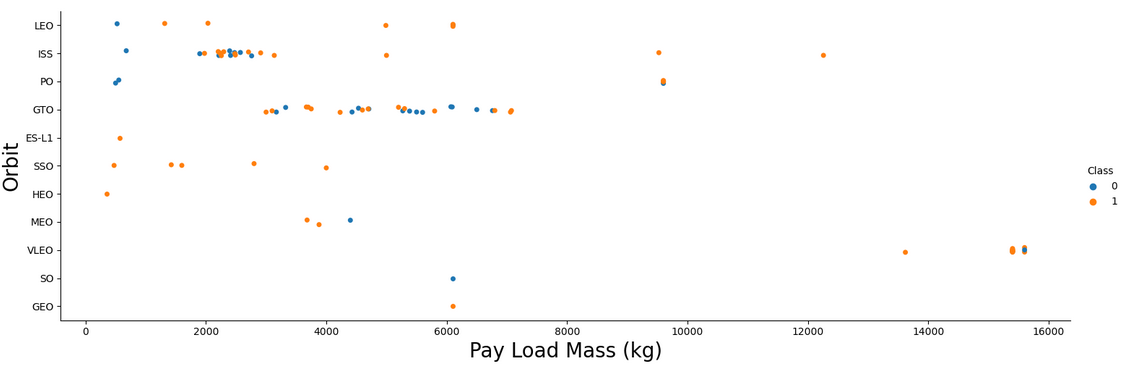 LEO
ISS
PO
GTO
ES-L1
SSO
HEO
MEO
VLEO
SO
GEO
Orbit
0 2000 4000 6000 8000 10000 12000 14000 16000
Pay Load Mass (kg)
Class
0
1